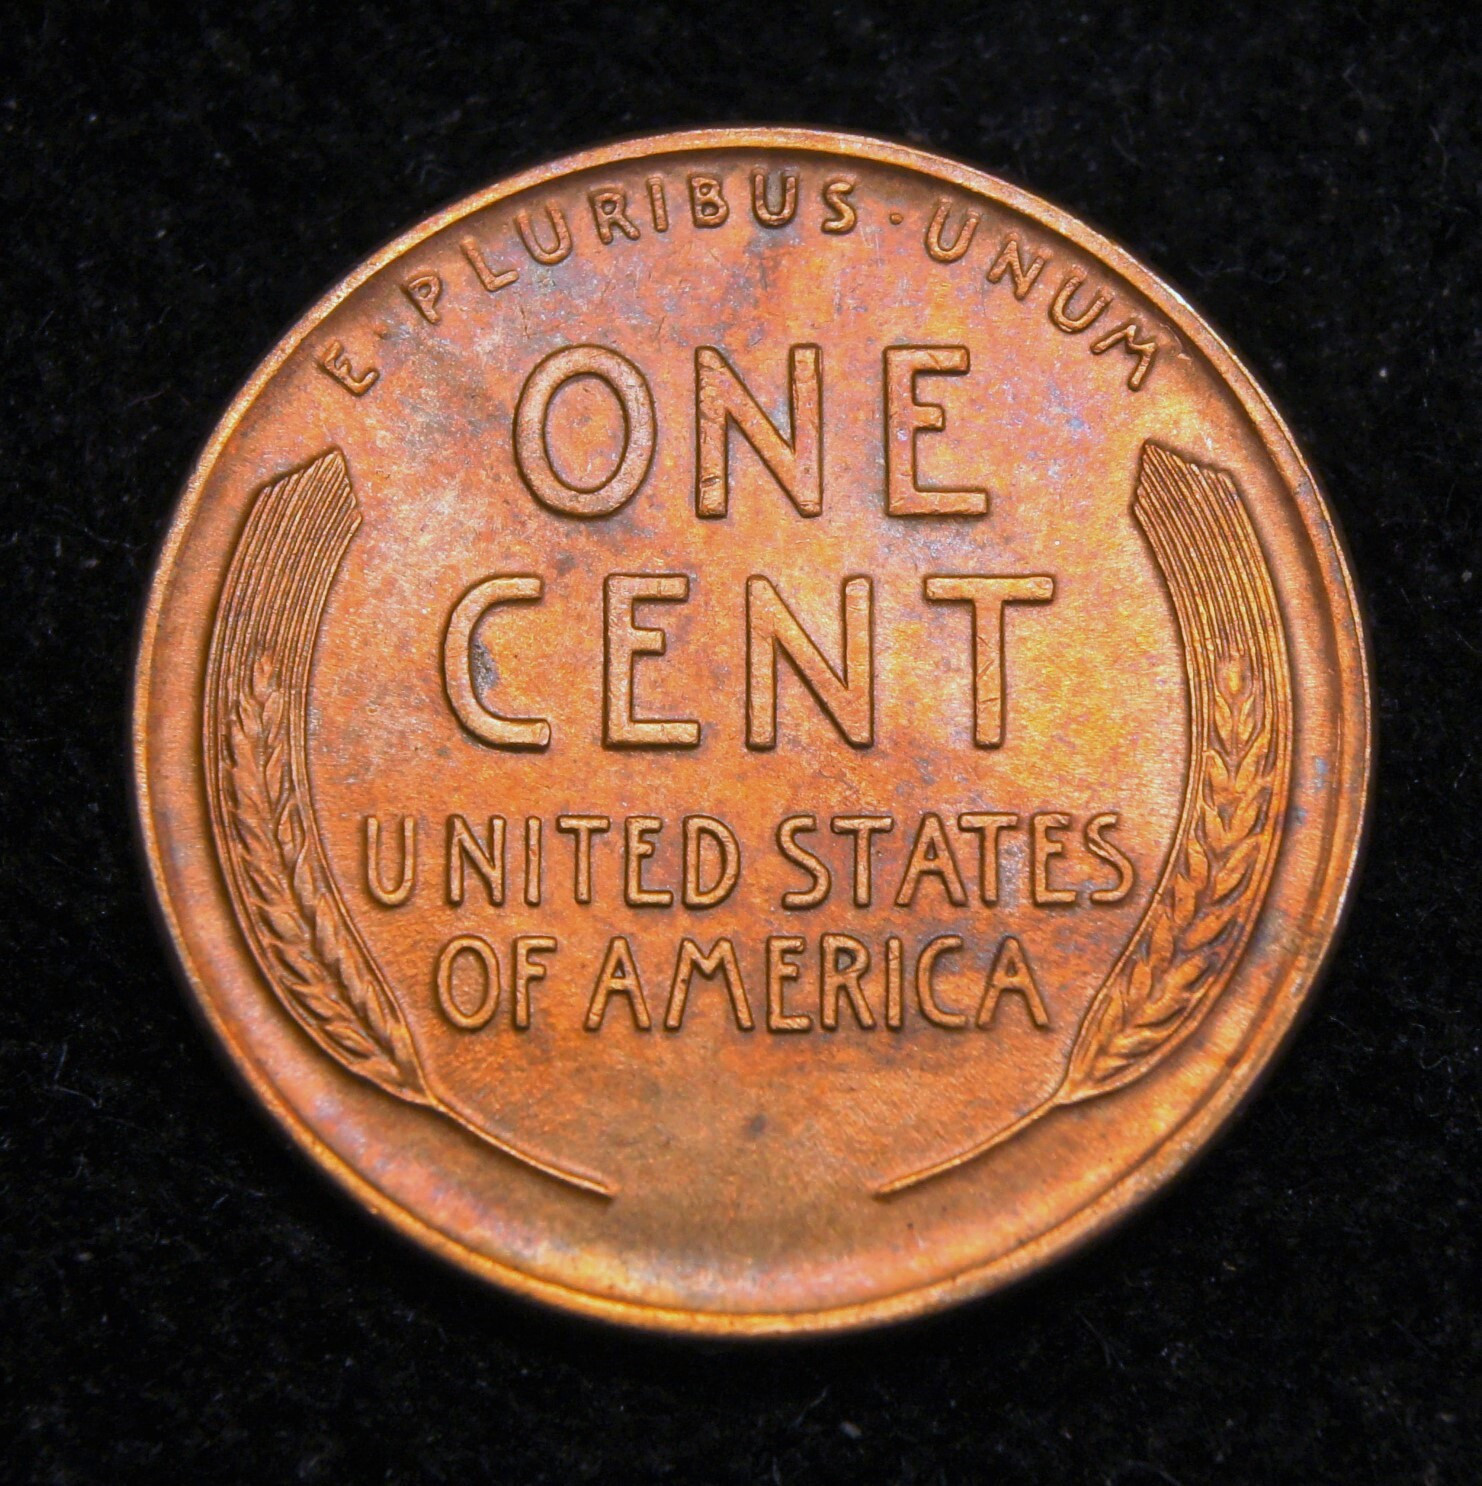 E · PLURIBUS · UNUM
ONE
CENT
UNITED STATES
OF AMERICA